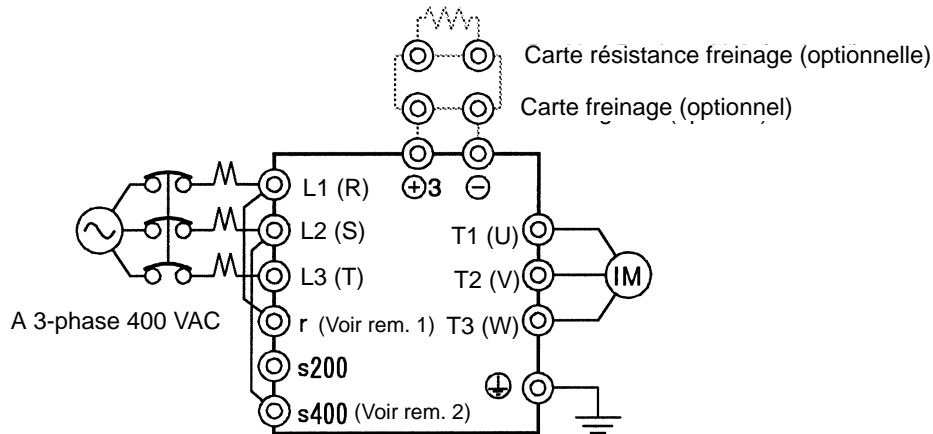 Carte résistance freinage (optionnelle)
Carte freinage (optionnel)
⊕3 ⊖
L1 (R)
L2 (S)
L3 (T)
A 3-phase 400 VAC
r (Voir rem. 1)
s200
s400 (Voir rem. 2)
T1 (U)
T2 (V)
T3 (W)
IM